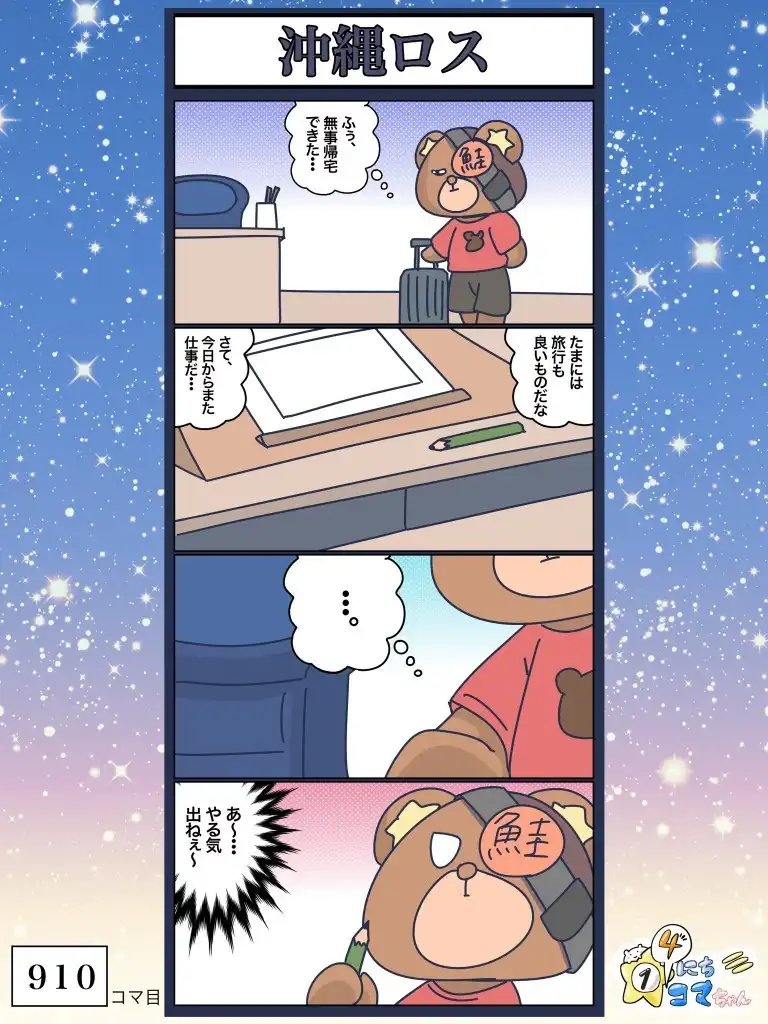 沖縄ロス
ふぅ、
無事帰宅
できた…
鮭
たまには
旅行も
良いものだな
さて、
今日からまた
仕事だ…
…。
あ〜…
やる気
出ねぇ〜
鮭
910
コマ目
1
にち
4
コマ
ちゃん